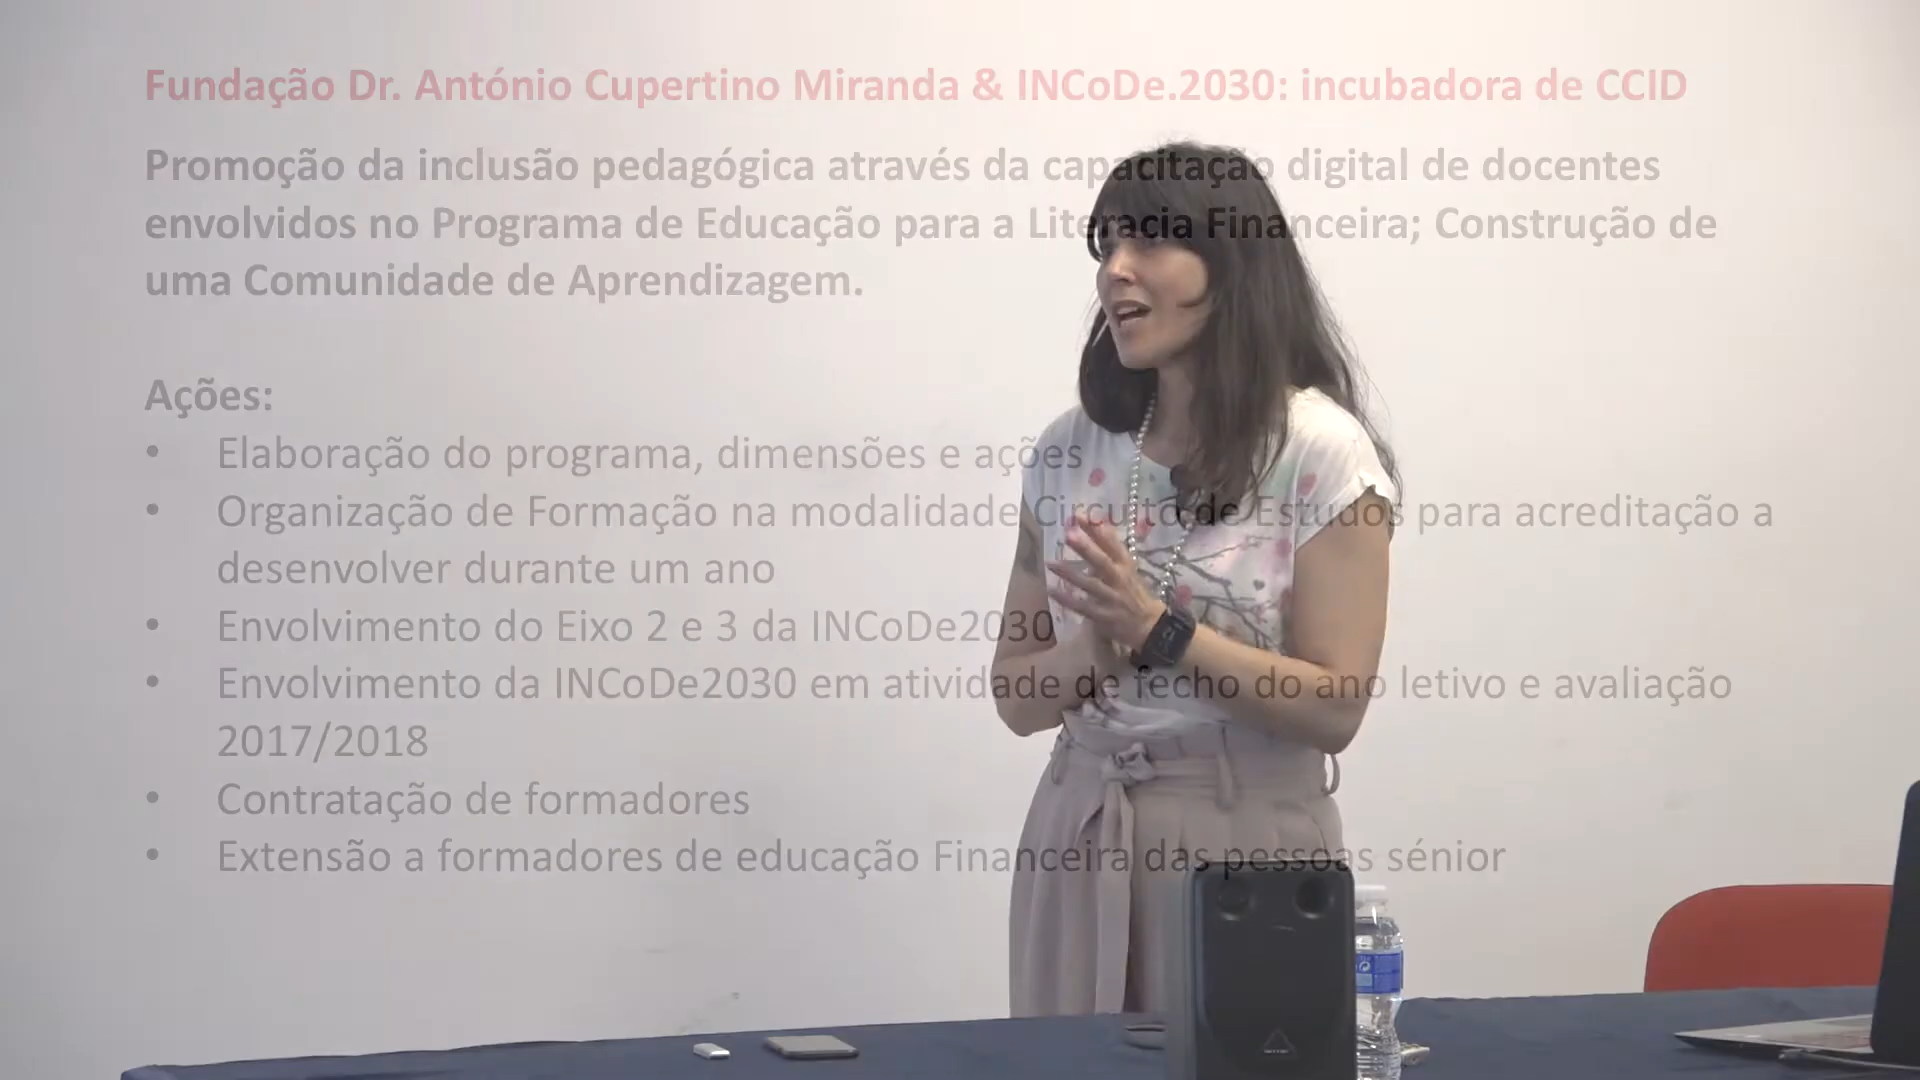 Fundação Dr. António Cupertino Miranda & INCoDe.2030: incubadora de CCID
Promoção da inclusão pedagógica através da capacitação digital de docentes
envolvidos no Programa de Educação para a Literacia Financeira; Construção de
uma Comunidade de Aprendizagem.
Ações:
• Elaboração do programa, dimensões e ações
• Organização de Formação na modalidade Circuito de Estudos para acreditação a
desenvolver durante um ano
• Envolvimento do Eixo 2 e 3 da INCoDe2030
• Envolvimento da INCoDe2030 em atividade de fecho do ano letivo e avaliação
2017/2018
• Contratação de formadores
• Extensão a formadores de educação Financeira das pessoas sénior